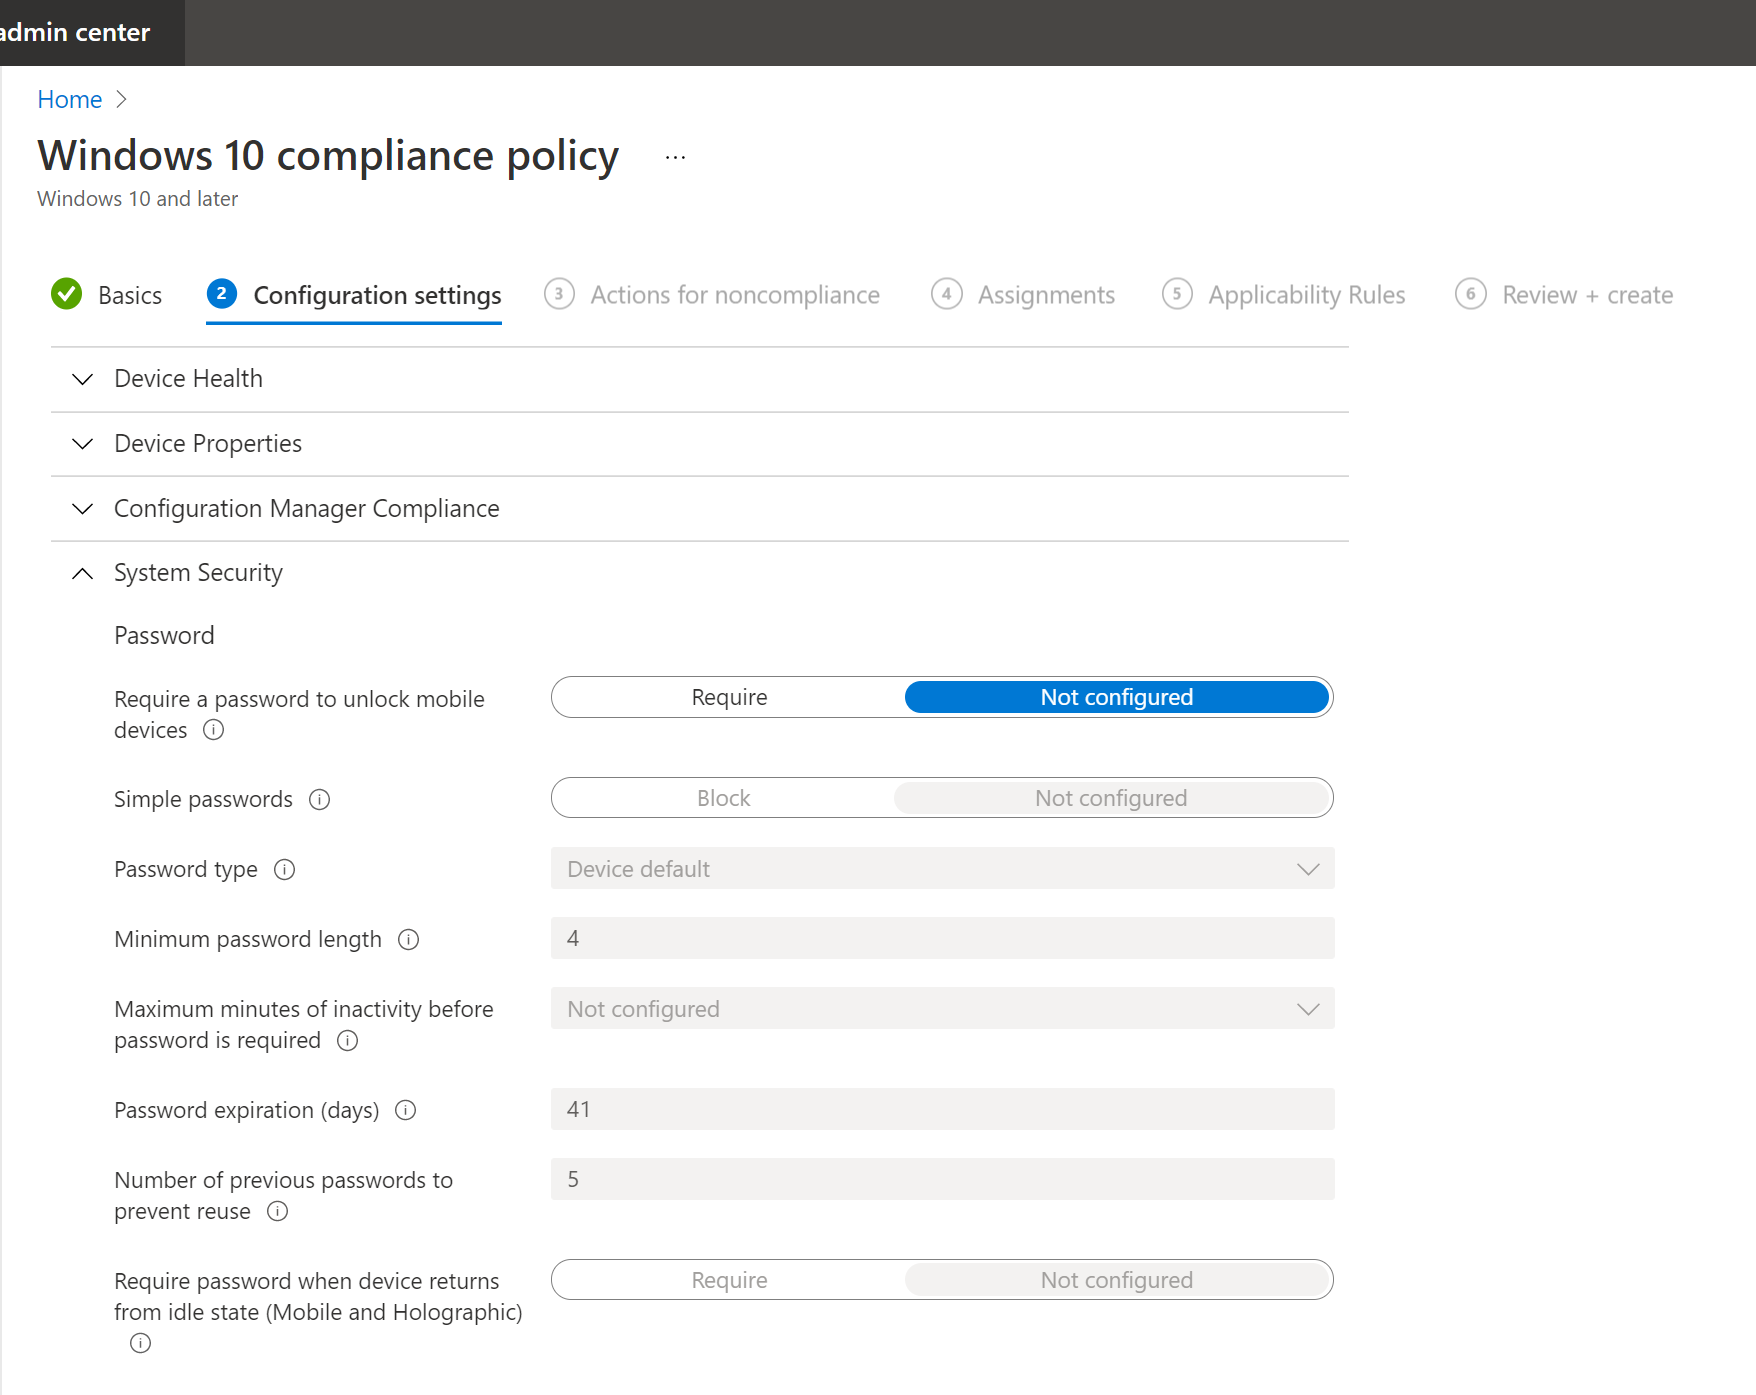 admin center
Home
Windows 10 compliance policy ...
Windows 10 and later
Basics 2 Configuration settings 3 Actions for noncompliance 4 Assignments 5 Applicability Rules 6 Review + create
Device Health
Device Properties
Configuration Manager Compliance
System Security
Password
Require a password to unlock mobile
devices
Require Not configured
Simple passwords
Block Not configured
Password type
Device default
Minimum password length
4
Maximum minutes of inactivity before
password is required
Not configured
Password expiration (days)
41
Number of previous passwords to
prevent reuse
5
Require password when device returns
from idle state (Mobile and Holographic)
Require Not configured